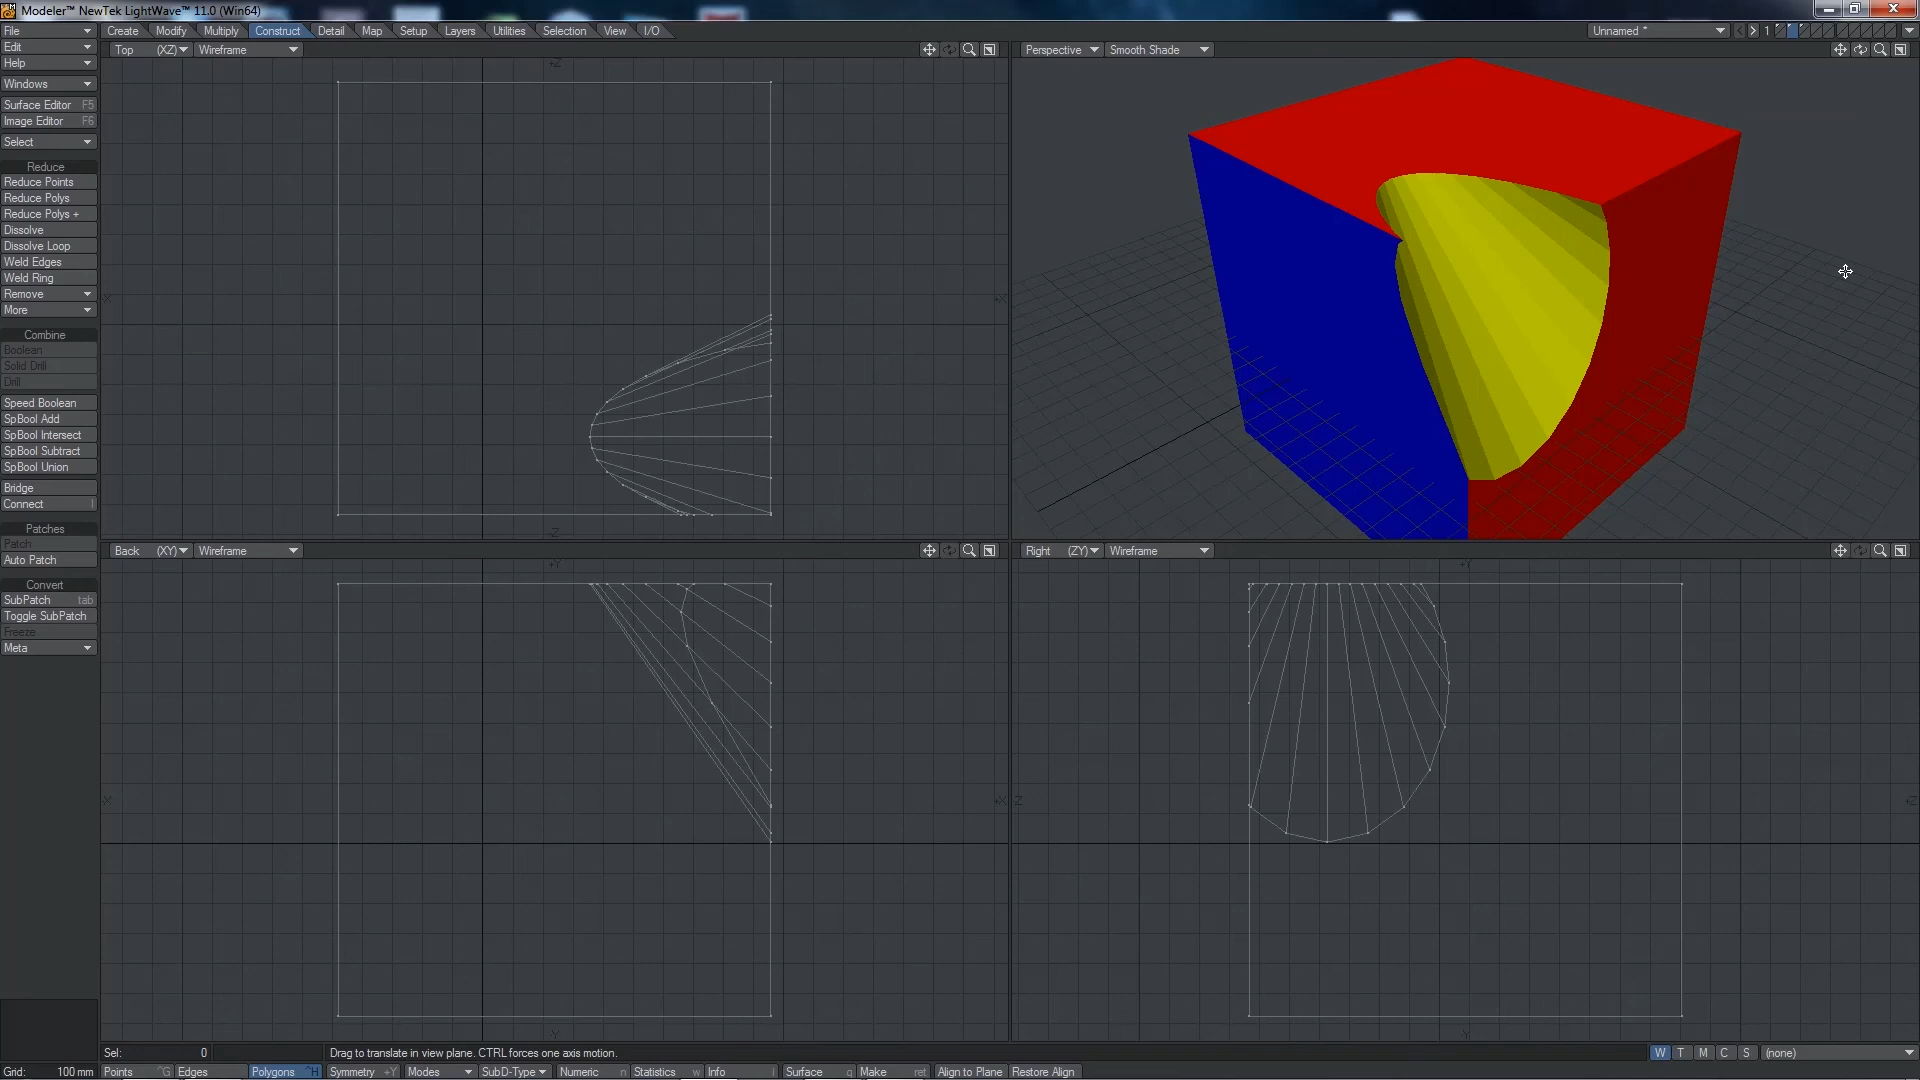 Modeler™ NewTek LightWave™ 11.0 (Win64)
File
Create Modify Multiply Construct Detail Map Setup Layers Utilities Selection View I/O
Unnamed * 1
Edit
Help
Windows
Surface Editor F5
Image Editor F6
Select
Reduce
Reduce Points
Reduce Polys
Reduce Polys +
Dissolve
Dissolve Loop
Weld Edges
Weld Ring
Remove
More
Combine
Boolean
Solid Drill
Drill
Speed Boolean
SpBool Add
SpBool Intersect
SpBool Subtract
SpBool Union
Bridge
Connect l
Patches
Patch
Auto Patch
Convert
SubPatch tab
Toggle SubPatch
Freeze
Meta
Top (XZ) Wireframe
Perspective Smooth Shade
Back (XY) Wireframe
Right (ZY) Wireframe
+Z
-Z
+Y
-Y
Sel: 0 Drag to translate in view plane. CTRL forces one axis motion. W T M C S (none)
Grid: 100 mm Points ^G Edges Polygons ^H Symmetry +Y Modes SubD-Type Numeric n Statistics w Info i Surface q Make ret Align to Plane Restore Align